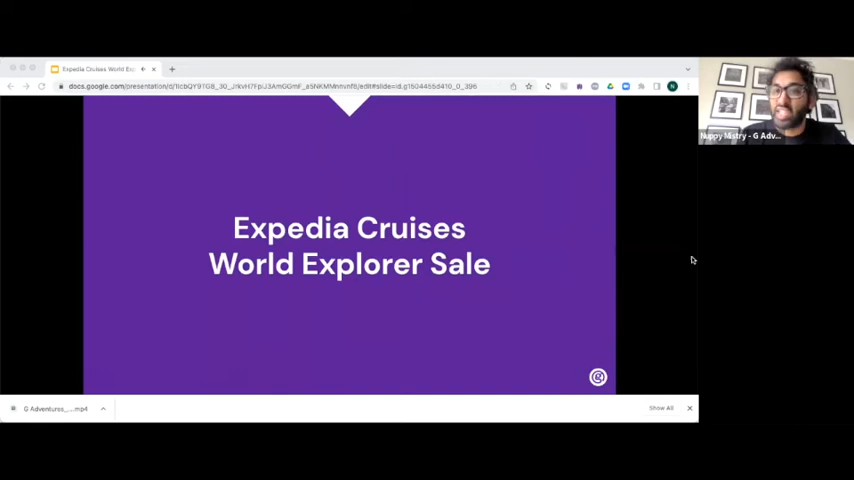 Expedia Cruises World Ex
docs.google.com/presentation/d/
Nuppy Mistry - G Adv...
Expedia Cruises
World Explorer Sale
G Adventures_....mp4
Show All